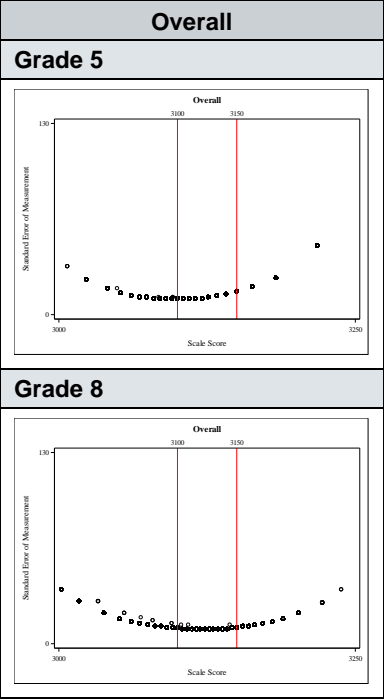 Overall
Grade 5
Overall
3100 3150
130
Standard Error of Measurement
0
3000 3250
Scale Score
Grade 8
Overall
3100 3150
130
Standard Error of Measurement
0
3000 3250
Scale Score